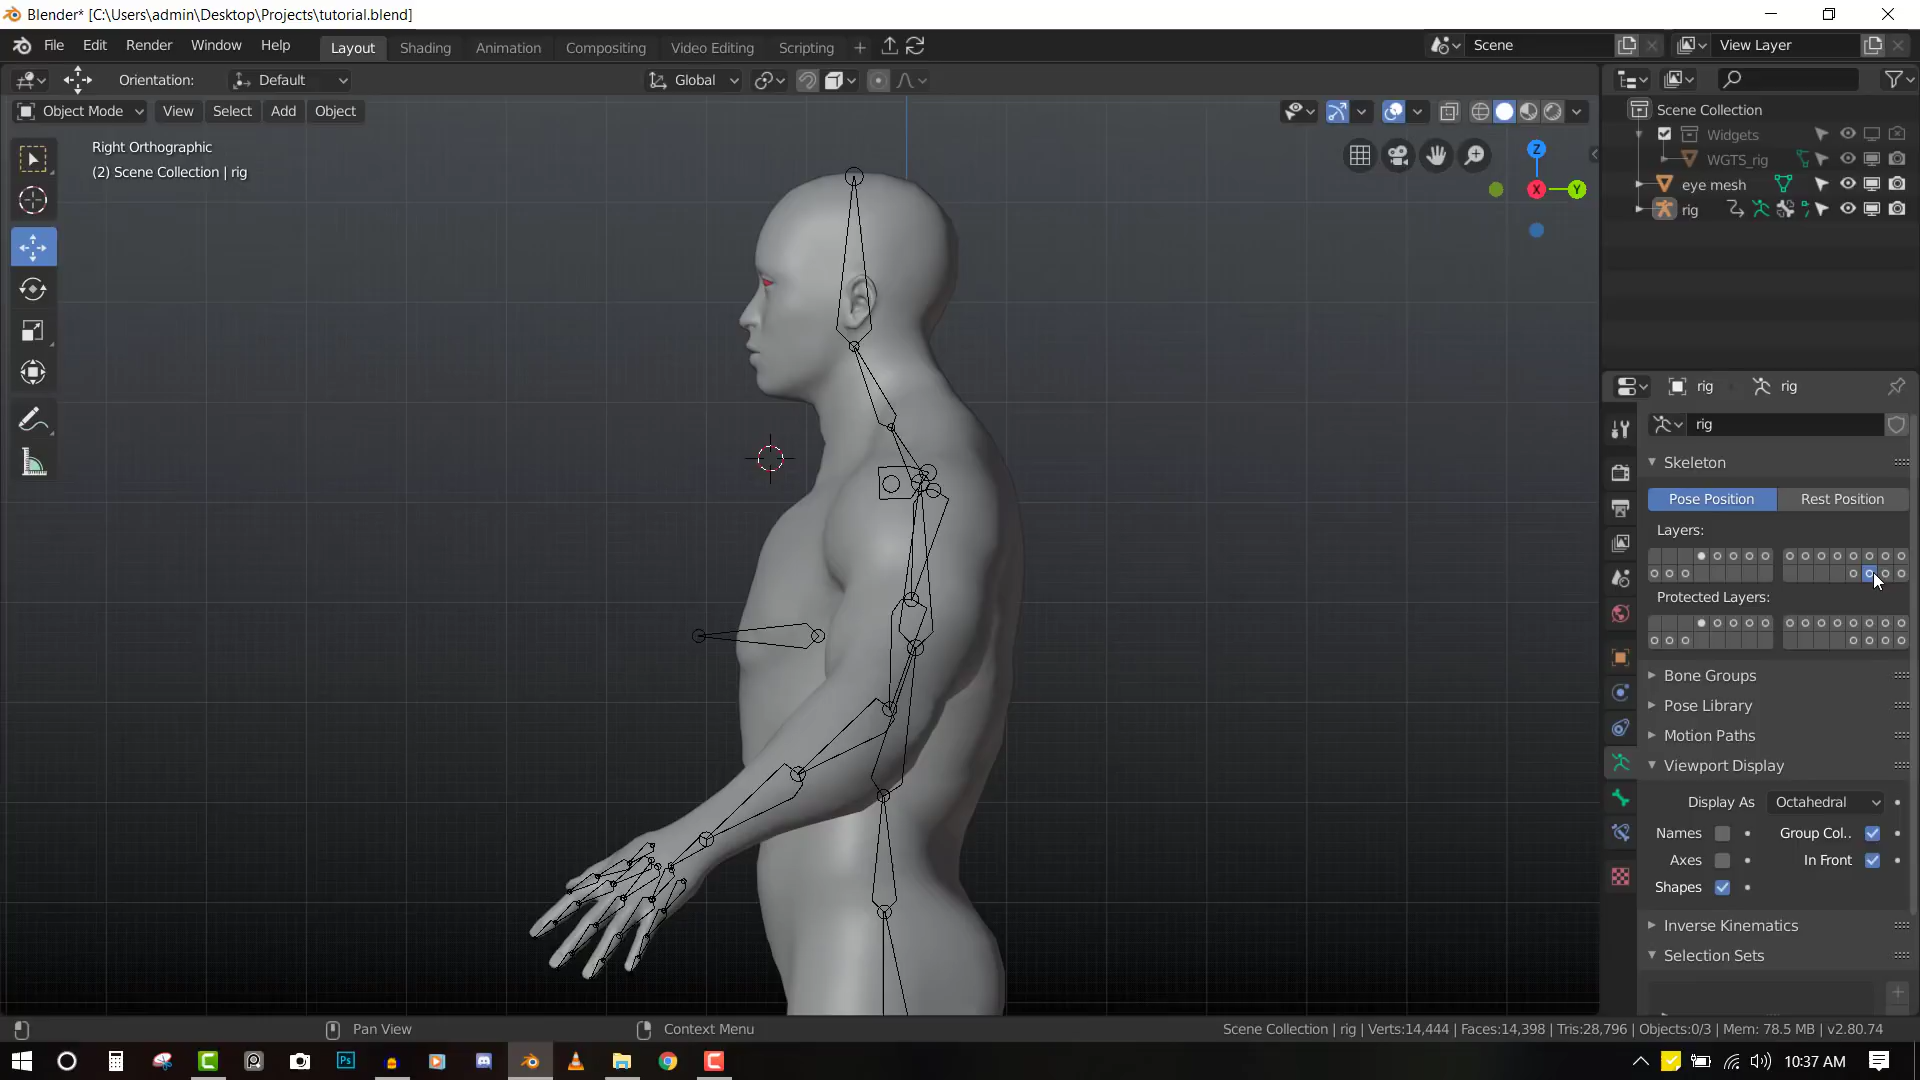 Blender* [C:\Users\admin\Desktop\Projects\tutorial.blend]
File Edit Render Window Help Layout Shading Animation Compositing Video Editing Scripting + Scene View Layer
Orientation: Default Global
Object Mode View Select Add Object
Right Orthographic
(2) Scene Collection | rig
Z
X
Y
Scene Collection
Widgets
WGTS_rig
eye mesh
rig
rig rig
rig
Skeleton
Pose Position Rest Position
Layers:
Protected Layers:
Bone Groups
Pose Library
Motion Paths
Viewport Display
Display As Octahedral
Names Group Col..
Axes In Front
Shapes
Inverse Kinematics
Selection Sets
Pan View Context Menu Scene Collection | rig | Verts:14,444 | Faces:14,398 | Tris:28,796 | Objects:0/3 | Mem: 78.5 MB | v2.80.74
Ps
10:37 AM